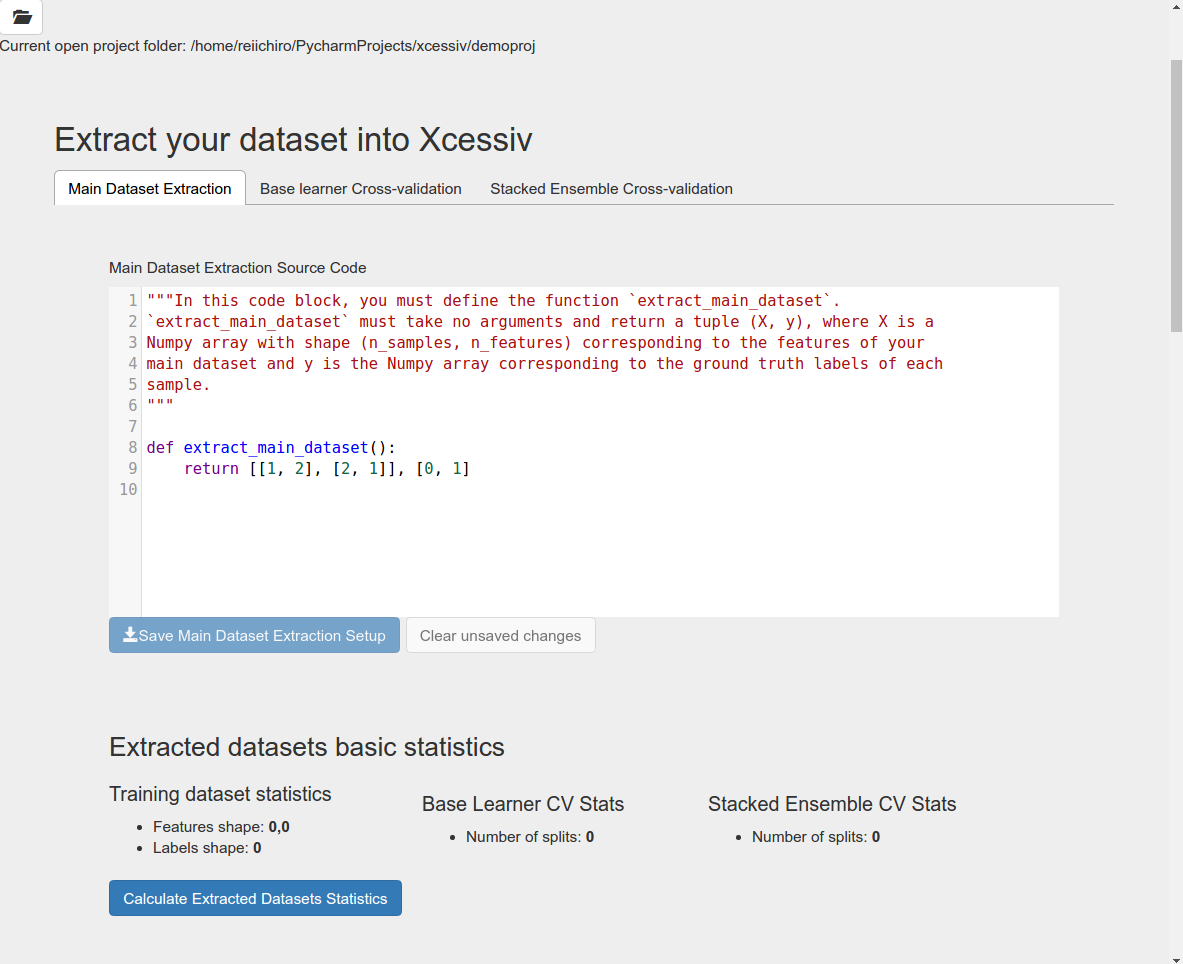 Current open project folder: /home/reiichiro/PycharmProjects/xcessiv/demoproj
Extract your dataset into Xcessiv
Main Dataset Extraction Base learner Cross-validation Stacked Ensemble Cross-validation
Main Dataset Extraction Source Code
1 """In this code block, you must define the function `extract_main_dataset`.
2 `extract_main_dataset` must take no arguments and return a tuple (X, y), where X is a
3 Numpy array with shape (n_samples, n_features) corresponding to the features of your
4 main dataset and y is the Numpy array corresponding to the ground truth labels of each
5 sample.
6 """
7
8 def extract_main_dataset():
9     return [[1, 2], [2, 1]], [0, 1]
10
Save Main Dataset Extraction Setup Clear unsaved changes
Extracted datasets basic statistics
Training dataset statistics
• Features shape: 0,0
• Labels shape: 0
Base Learner CV Stats
• Number of splits: 0
Stacked Ensemble CV Stats
• Number of splits: 0
Calculate Extracted Datasets Statistics